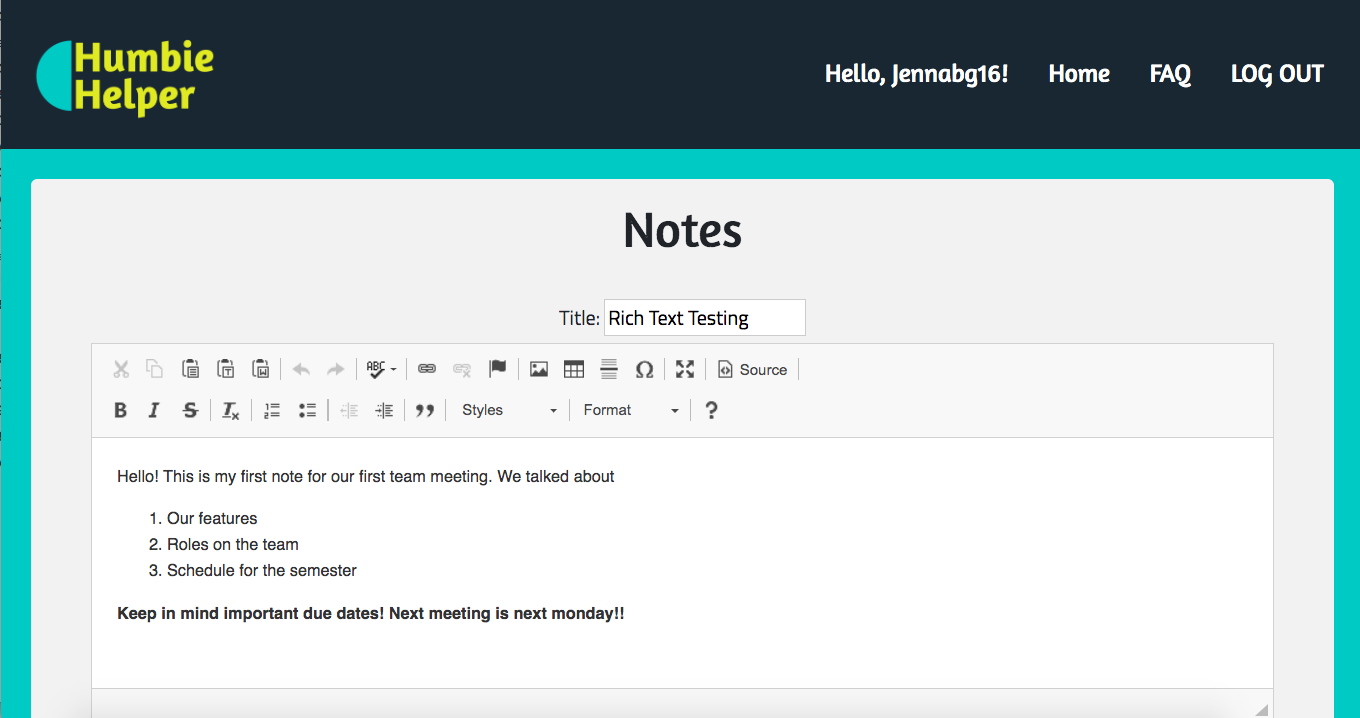 Humbie
Helper
Hello, Jennabg16! Home FAQ LOG OUT
Notes
Title: Rich Text Testing
ABC Ω Source
B I S Tx Styles Format ?
Hello! This is my first note for our first team meeting. We talked about
1. Our features
2. Roles on the team
3. Schedule for the semester
Keep in mind important due dates! Next meeting is next monday!!